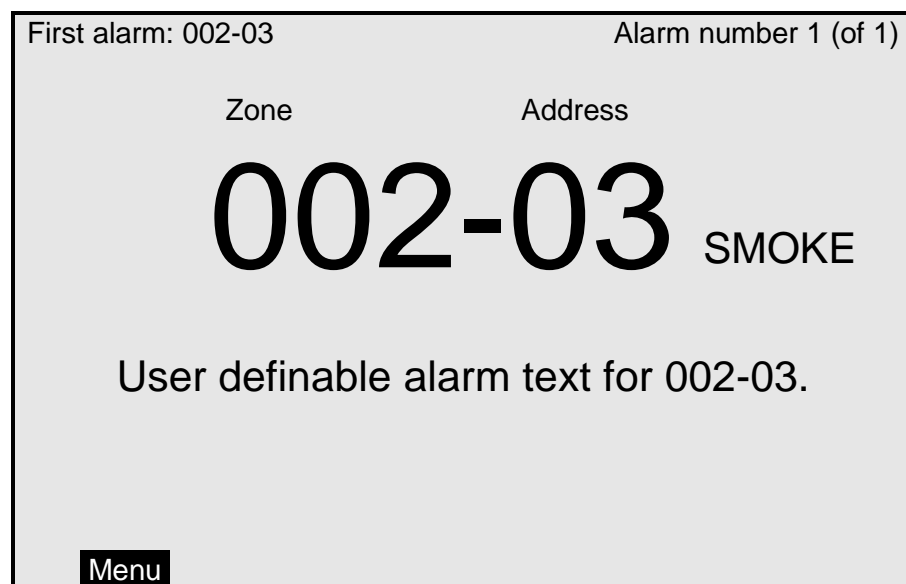 First alarm: 002-03 Alarm number 1 (of 1)
Zone Address
002-03 SMOKE
User definable alarm text for 002-03.
Menu